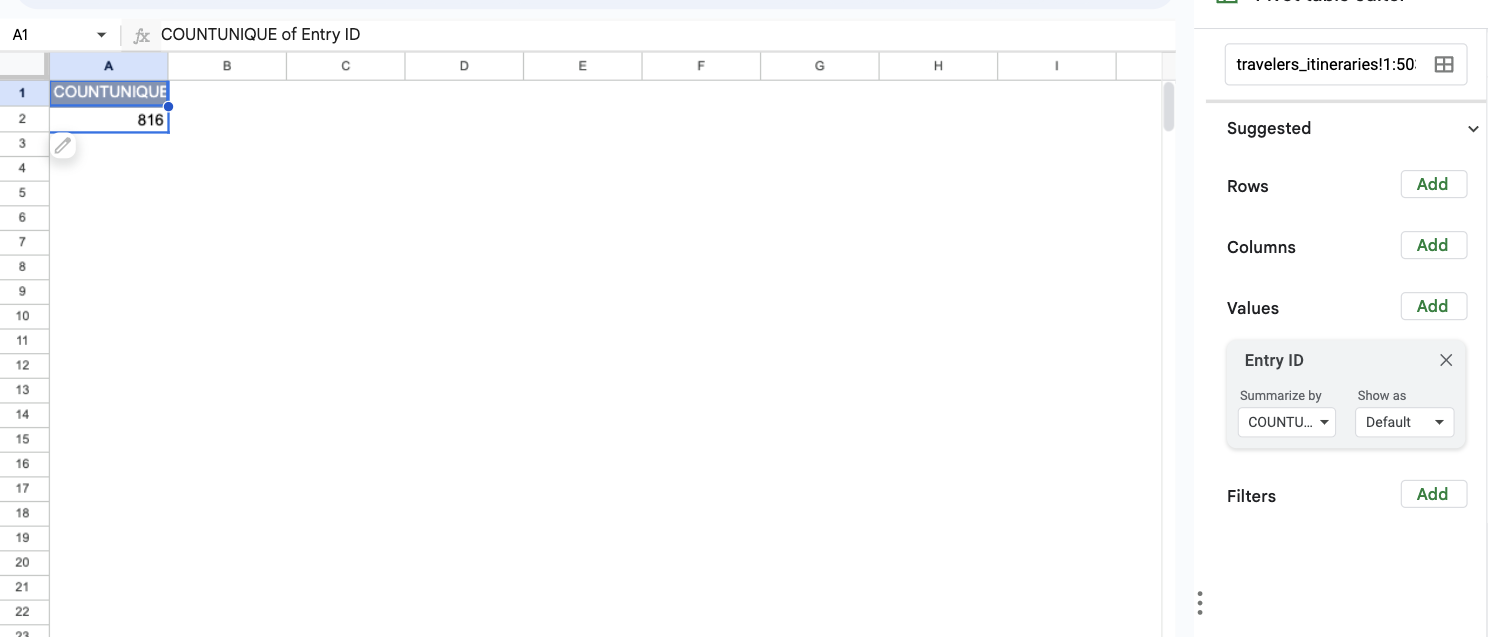 A1 fx COUNTUNIQUE of Entry ID
A B C D E F G H I
1 COUNTUNIQUE
2 816
3
4
5
6
7
8
9
10
11
12
13
14
15
16
17
18
19
20
21
22
23
travelers_itineraries!1:50
Suggested
Rows Add
Columns Add
Values Add
Entry ID
Summarize by Show as
COUNTU... Default
Filters Add